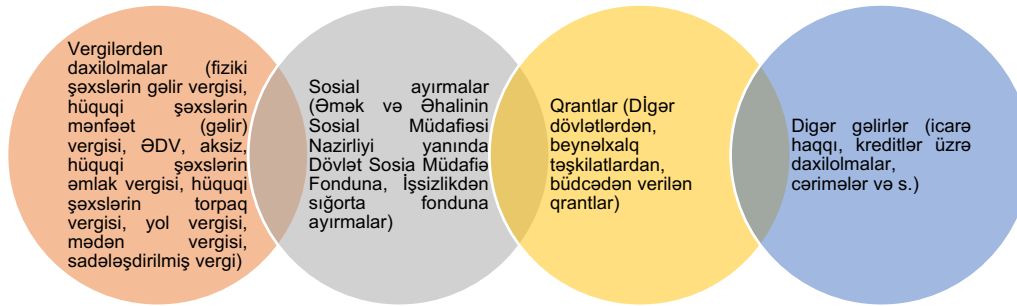 Vergilərdən
daxilolmalar (fiziki
şəxslərin gəlir vergisi,
hüquqi şəxslərin
mənfəət (gəlir)
vergisi, ƏDV, aksiz,
hüquqi şəxslərin
əmlak vergisi, hüquqi
şəxslərin torpaq
vergisi, yol vergisi,
mədən vergisi,
sadələşdirilmiş vergi)
Sosial ayırmalar
(Əmək və Əhalinin
Sosial Müdafiəsi
Nazirliyi yanında
Dövlət Sosia Müdafiə
Fonduna, İşsizlikdən
sığorta fonduna
ayırmalar)
Qrantlar (Dİgər
dövlətlərdən,
beynəlxalq
təşkilatlardan,
büdcədən verilən
qrantlar)
Digər gəlirlər (icarə
haqqı, kreditlər üzrə
daxilolmalar,
cərimələr və s.)